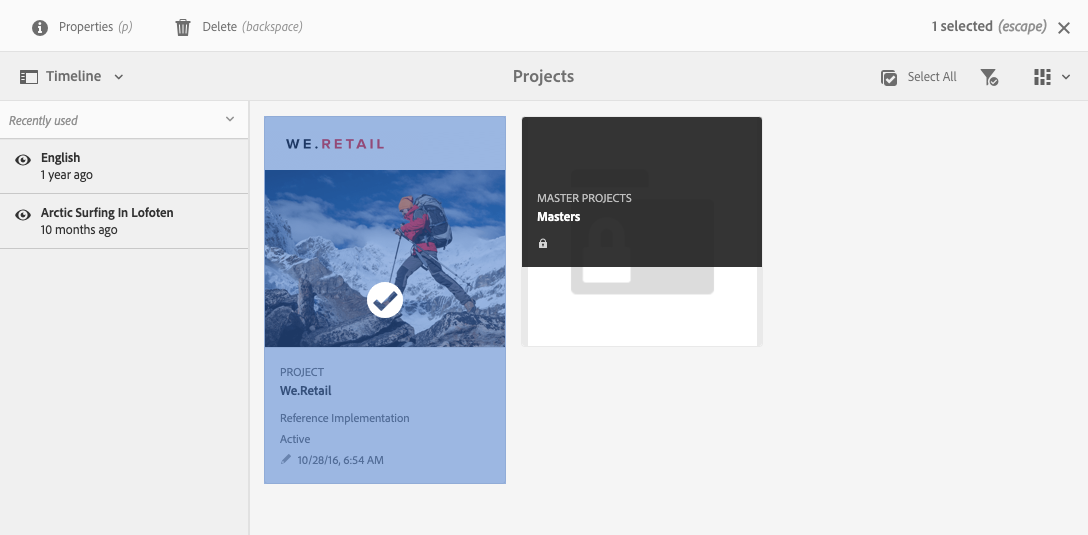 Properties (p)
Delete (backspace)
1 selected (escape)
Timeline
Projects
Select All
Recently used
English
1 year ago
Arctic Surfing In Lofoten
10 months ago
WE.RETAIL
PROJECT
We.Retail
Reference Implementation
Active
10/28/16, 6:54 AM
MASTER PROJECTS
Masters